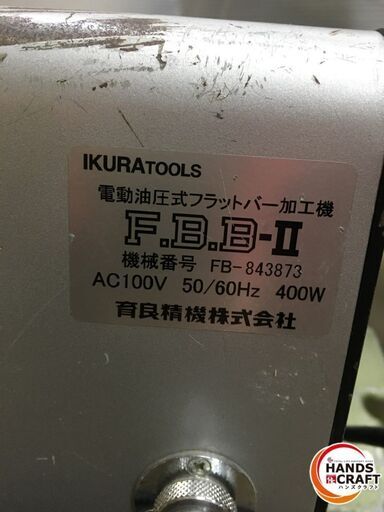 IKURATOOLS
電動油圧式フラットバー加工機
F.B.B-II
機械番号 FB-843873
AC100V 50/60Hz 400W
育良精機株式会社
HANDS
CRAFT
ハンズクラフト